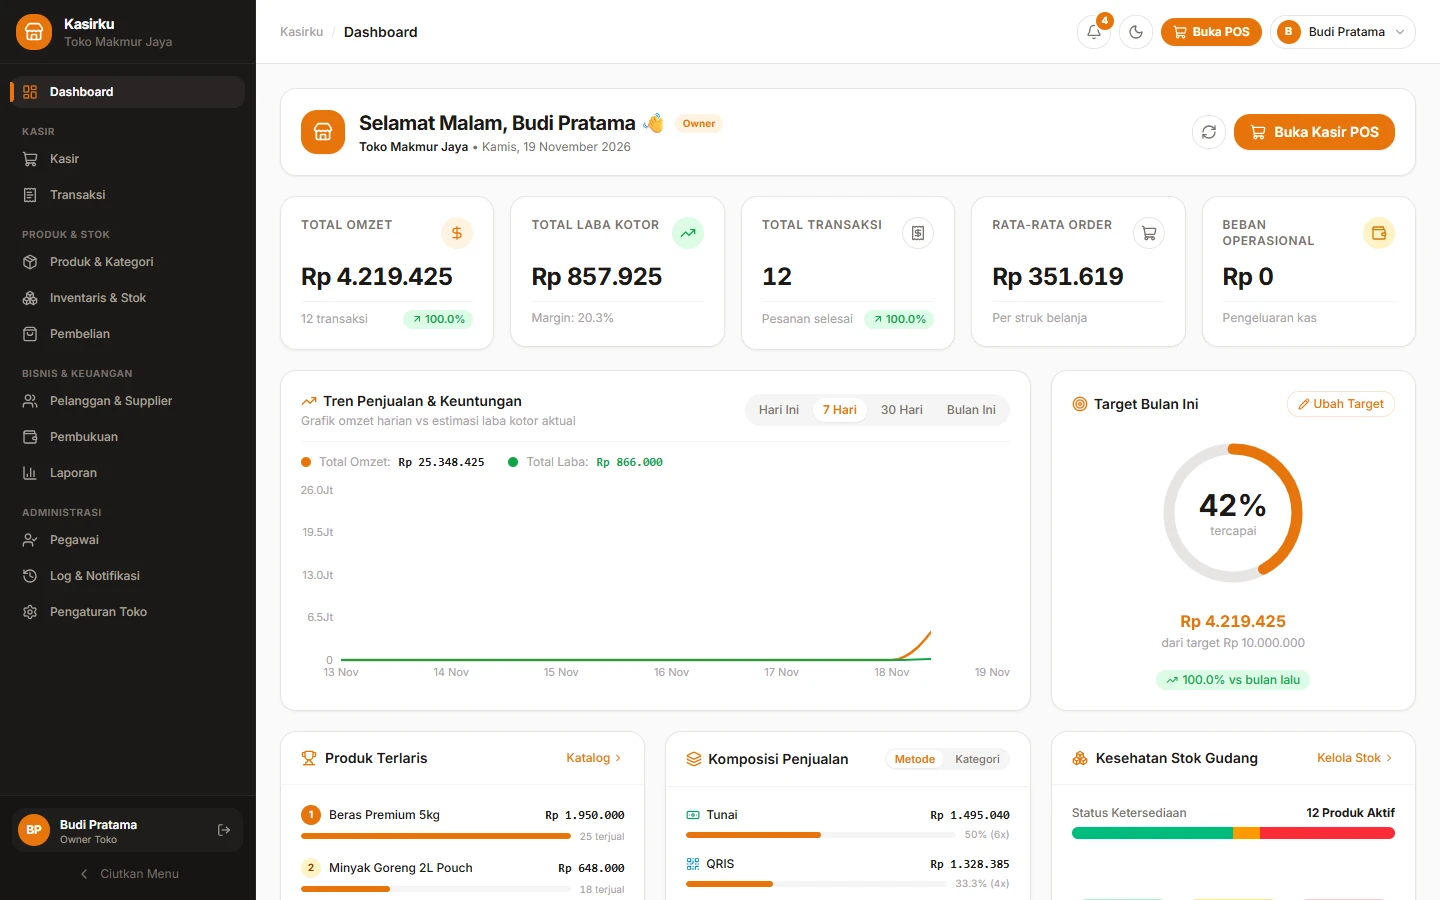 Kasirku
Toko Makmur Jaya
Dashboard
KASIR
Kasir
Transaksi
PRODUK & STOK
Produk & Kategori
Inventaris & Stok
Pembelian
BISNIS & KEUANGAN
Pelanggan & Supplier
Pembukuan
Laporan
ADMINISTRASI
Pegawai
Log & Notifikasi
Pengaturan Toko
BP
Budi Pratama
Owner Toko
Ciutkan Menu
Kasirku / Dashboard
4
Buka POS
B
Budi Pratama
Selamat Malam, Budi Pratama 👋 Owner
Toko Makmur Jaya • Kamis, 19 November 2026
Buka Kasir POS
TOTAL OMZET
Rp 4.219.425
12 transaksi
100.0%
TOTAL LABA KOTOR
Rp 857.925
Margin: 20.3%
TOTAL TRANSAKSI
12
Pesanan selesai
100.0%
RATA-RATA ORDER
Rp 351.619
Per struk belanja
BEBAN
OPERASIONAL
Rp 0
Pengeluaran kas
Tren Penjualan & Keuntungan
Grafik omzet harian vs estimasi laba kotor aktual
Hari Ini
7 Hari
30 Hari
Bulan Ini
Total Omzet: Rp 25.348.425
Total Laba: Rp 866.000
26.0Jt
19.5Jt
13.0Jt
6.5Jt
0
13 Nov
14 Nov
15 Nov
16 Nov
17 Nov
18 Nov
19 Nov
Target Bulan Ini
Ubah Target
42%
tercapai
Rp 4.219.425
dari target Rp 10.000.000
100.0% vs bulan lalu
Produk Terlaris
Katalog
1 Beras Premium 5kg Rp 1.950.000
25 terjual
2 Minyak Goreng 2L Pouch Rp 648.000
18 terjual
Komposisi Penjualan
Metode
Kategori
Tunai Rp 1.495.040
50% (6x)
QRIS Rp 1.328.385
33.3% (4x)
Kesehatan Stok Gudang
Kelola Stok
Status Ketersediaan 12 Produk Aktif